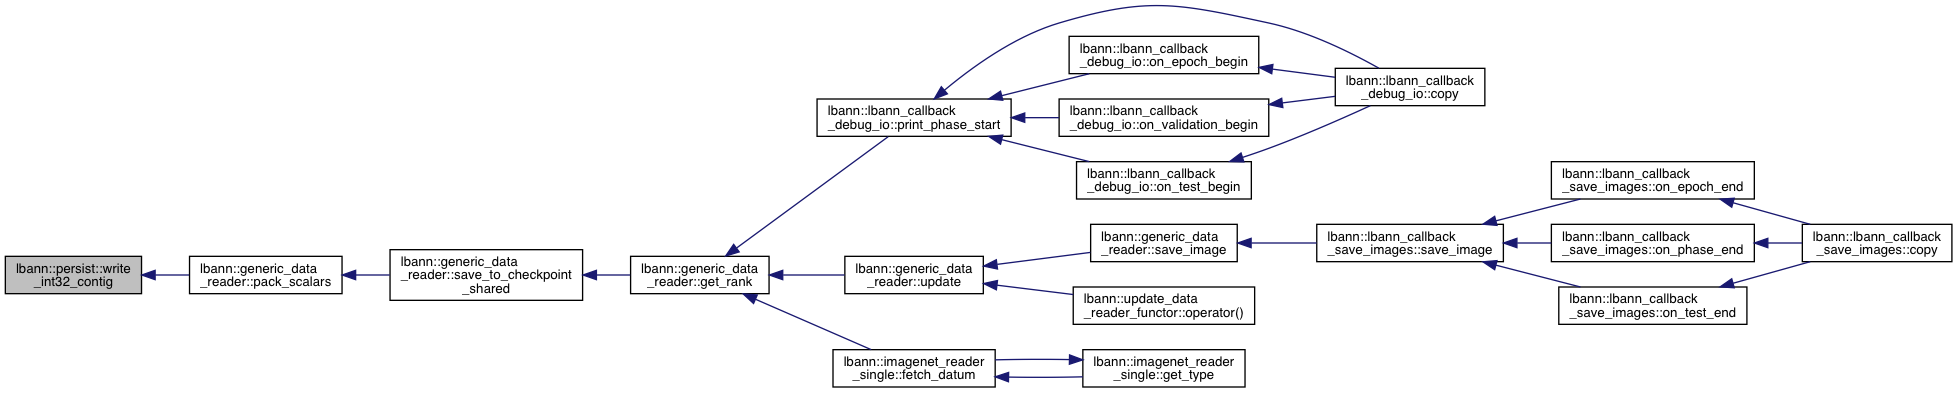 lbann::persist::write
_int32_contig
lbann::generic_data
_reader::pack_scalars
lbann::generic_data
_reader::save_to_checkpoint
_shared
lbann::generic_data
_reader::get_rank
lbann::lbann_callback
_debug_io::print_phase_start
lbann::lbann_callback
_debug_io::on_epoch_begin
lbann::lbann_callback
_debug_io::on_validation_begin
lbann::lbann_callback
_debug_io::on_test_begin
lbann::lbann_callback
_debug_io::copy
lbann::generic_data
_reader::update
lbann::generic_data
_reader::save_image
lbann::update_data
_reader_functor::operator()
lbann::lbann_callback
_save_images::save_image
lbann::lbann_callback
_save_images::on_epoch_end
lbann::lbann_callback
_save_images::on_phase_end
lbann::lbann_callback
_save_images::on_test_end
lbann::lbann_callback
_save_images::copy
lbann::imagenet_reader
_single::fetch_datum
lbann::imagenet_reader
_single::get_type